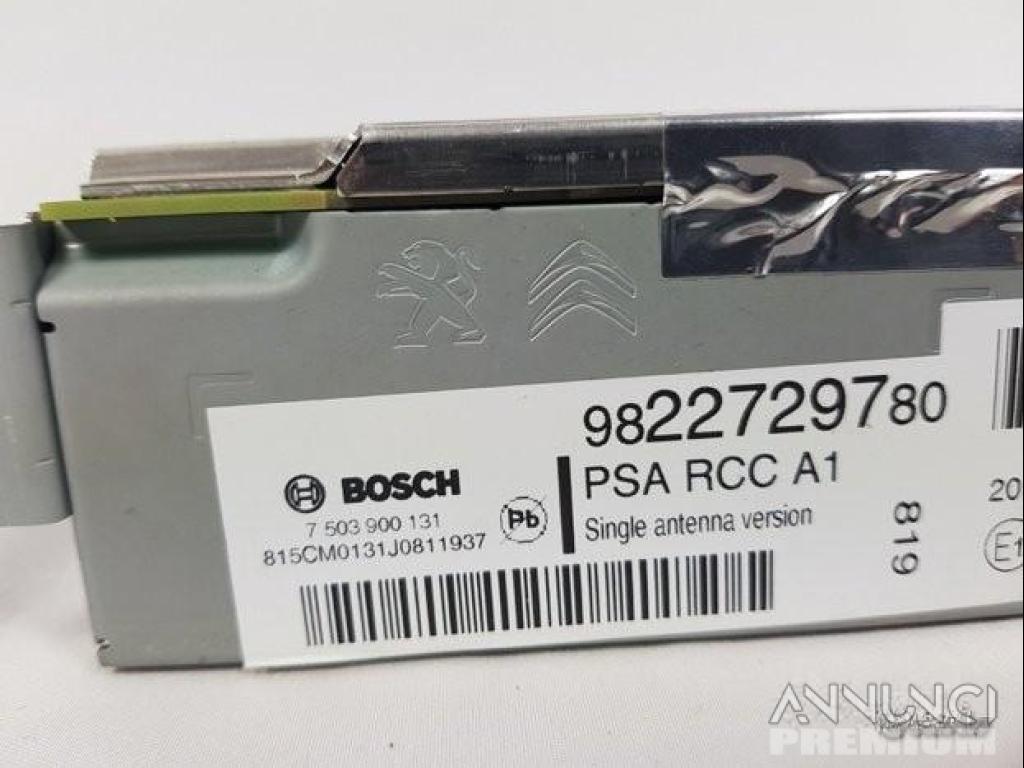 9822729780
PSA RCC A1
Single antenna version
BOSCH
7 503 900 131
815CM0131J0811937
Pb
819
20
E1
ANNUNCI
PREMIUM